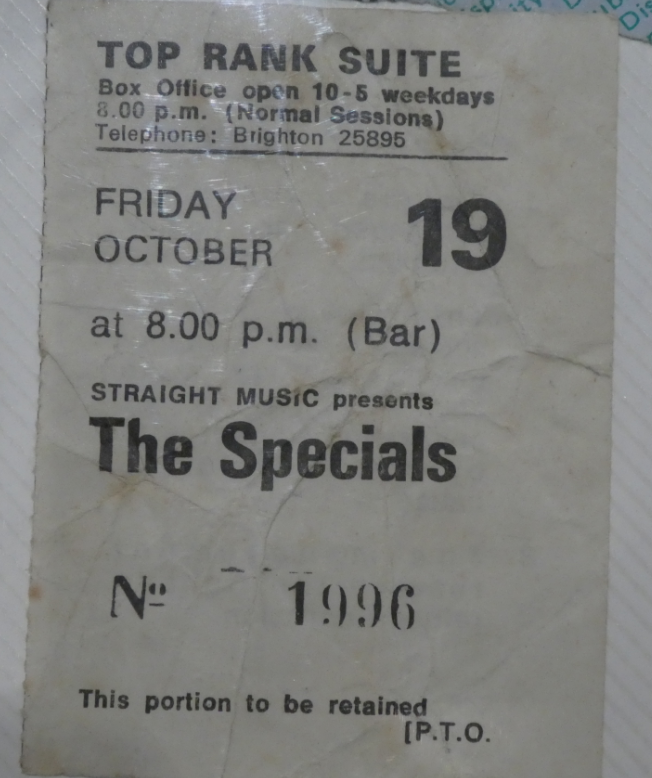 TOP RANK SUITE
Box Office open 10-5 weekdays
8.00 p.m. (Normal Sessions)
Telephone: Brighton 25895
FRIDAY
OCTOBER 19
at 8.00 p.m. (Bar)
STRAIGHT MUSIC presents
The Specials
Nº 1996
This portion to be retained
[P.T.O.